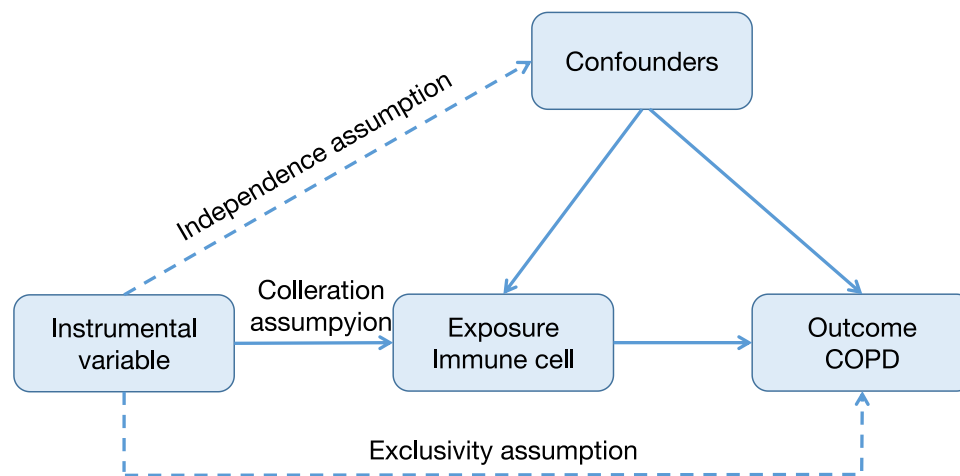 Confounders
Independence assumption
Colleration
assumpyion
Instrumental
variable
Exposure
Immune cell
Outcome
COPD
Exclusivity assumption